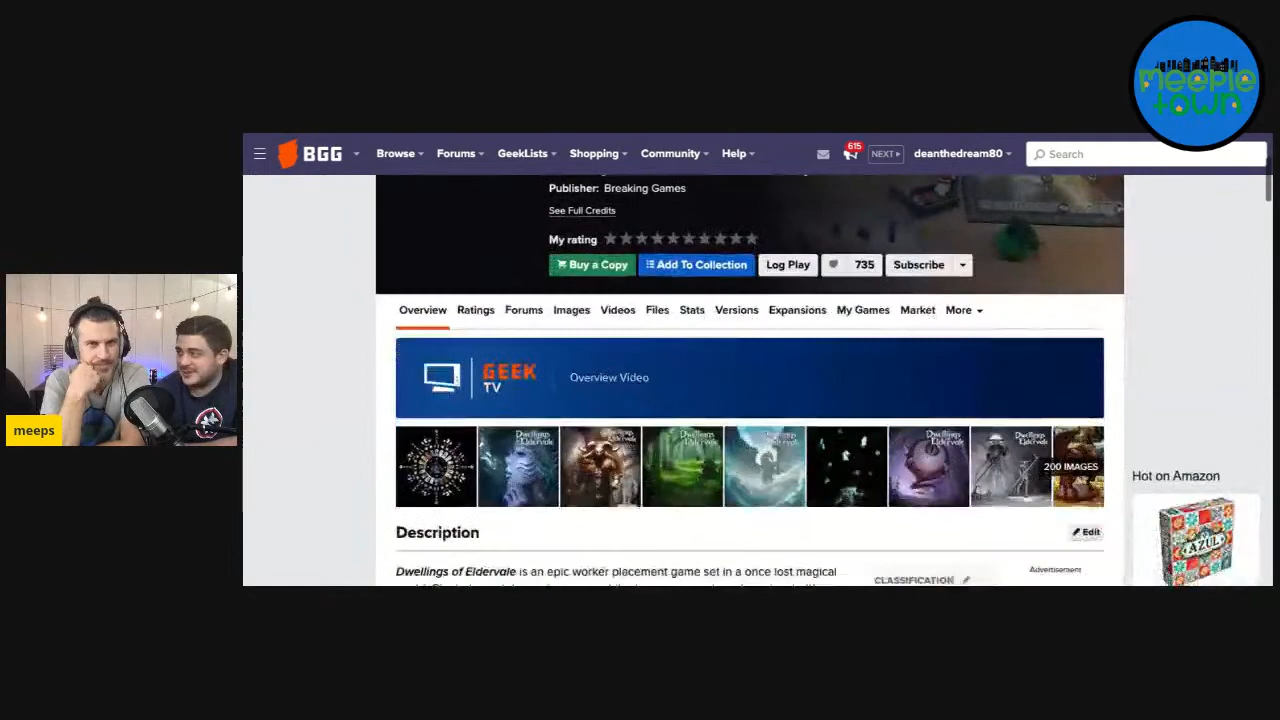 meeple
town
BGG
Browse
Forums
GeekLists
Shopping
Community
Help
615
NEXT
deanthedream80
Search
Publisher: Breaking Games
See Full Credits
My rating
Buy a Copy
Add To Collection
Log Play
735
Subscribe
Overview
Ratings
Forums
Images
Videos
Files
Stats
Versions
Expansions
My Games
Market
More
GEEK
TV
Overview Video
200 IMAGES
Hot on Amazon
AZUL
Description
Edit
Dwellings of Eldervale is an epic worker placement game set in a once lost magical
CLASSIFICATION
Advertisement
meeps